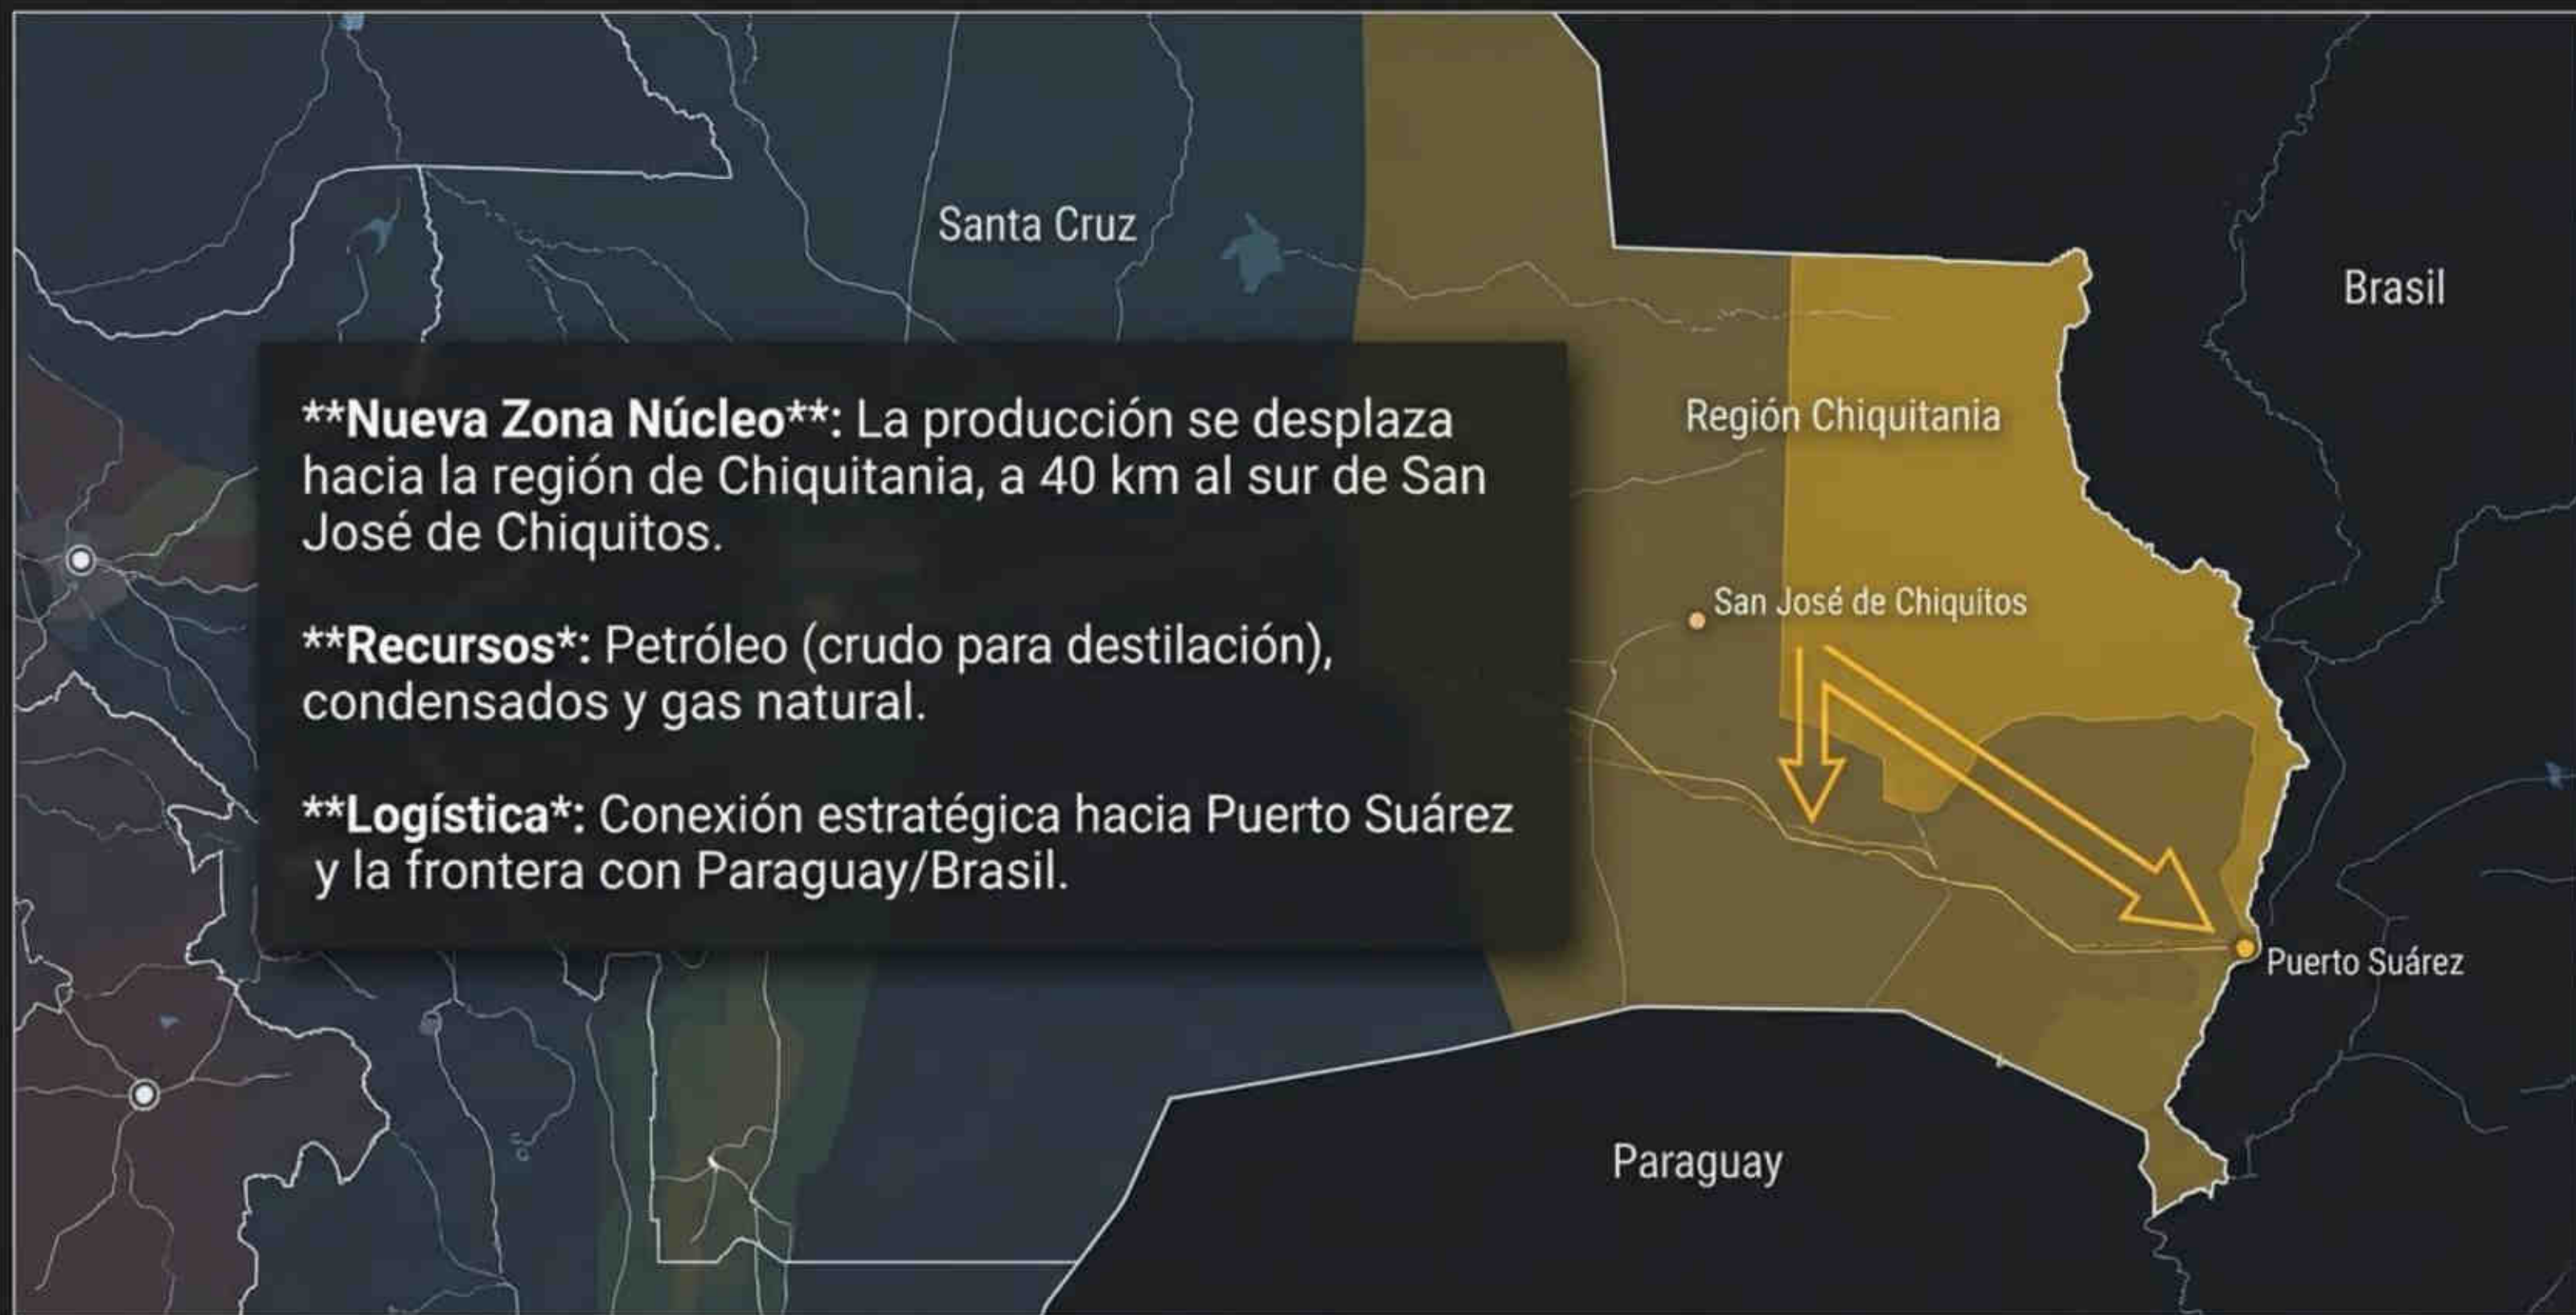 Santa Cruz
Brasil
**Nueva Zona Núcleo**: La producción se desplaza
hacia la región de Chiquitania, a 40 km al sur de San
José de Chiquitos.
**Recursos*: Petróleo (crudo para destilación),
condensados y gas natural.
**Logística*: Conexión estratégica hacia Puerto Suárez
y la frontera con Paraguay/Brasil.
Región Chiquitania
San José de Chiquitos
Puerto Suárez
Paraguay